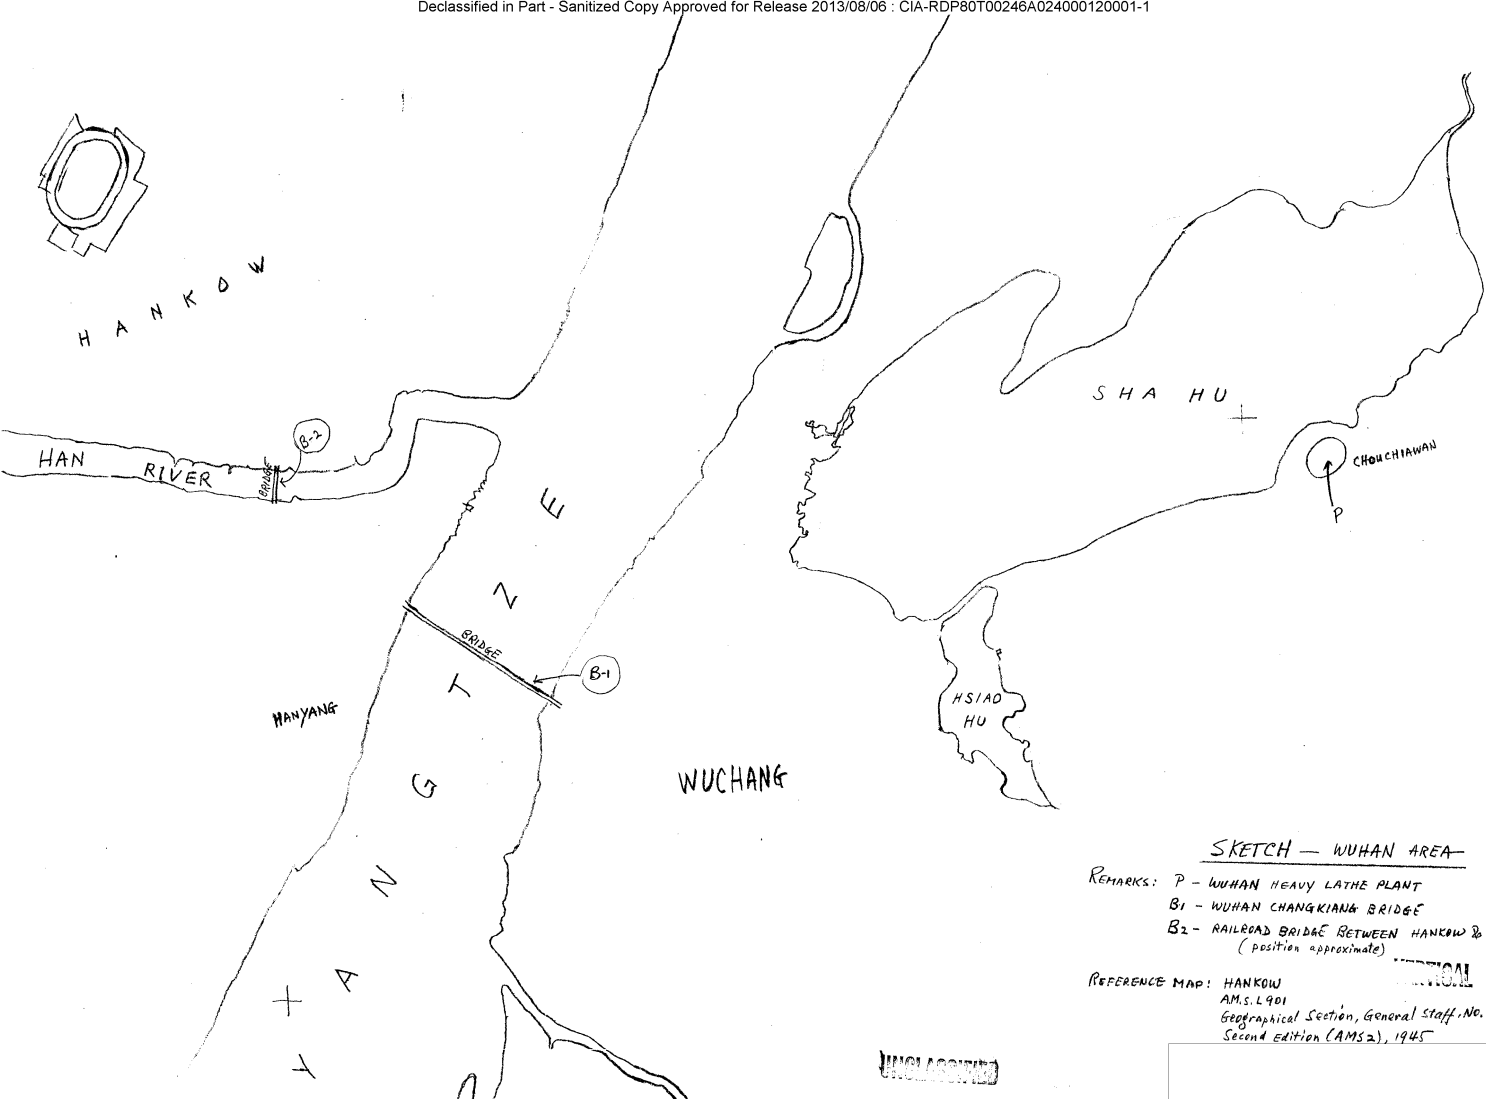 Declassified in Part - Sanitized Copy Approved for Release 2013/08/06 : CIA-RDP80T00246A024000120001-1
HANKOW
SHA HU
B-2
HAN RIVER
BRIDGE
CHOUCHIAWAN
P
YANGTZE
BRIDGE
B-1
HSIAO
HU
HANYANG
WUCHANG
SKETCH — WUHAN AREA
REMARKS: P - WUHAN HEAVY LATHE PLANT
B1 - WUHAN CHANGKIANG BRIDGE
B2 - RAILROAD BRIDGE BETWEEN HANKOW &
(position approximate)
REFERENCE MAP: HANKOW
A.M.S. L901
Geographical Section, General Staff, No.
Second Edition (AMS2), 1945
UNCLASSIFIED